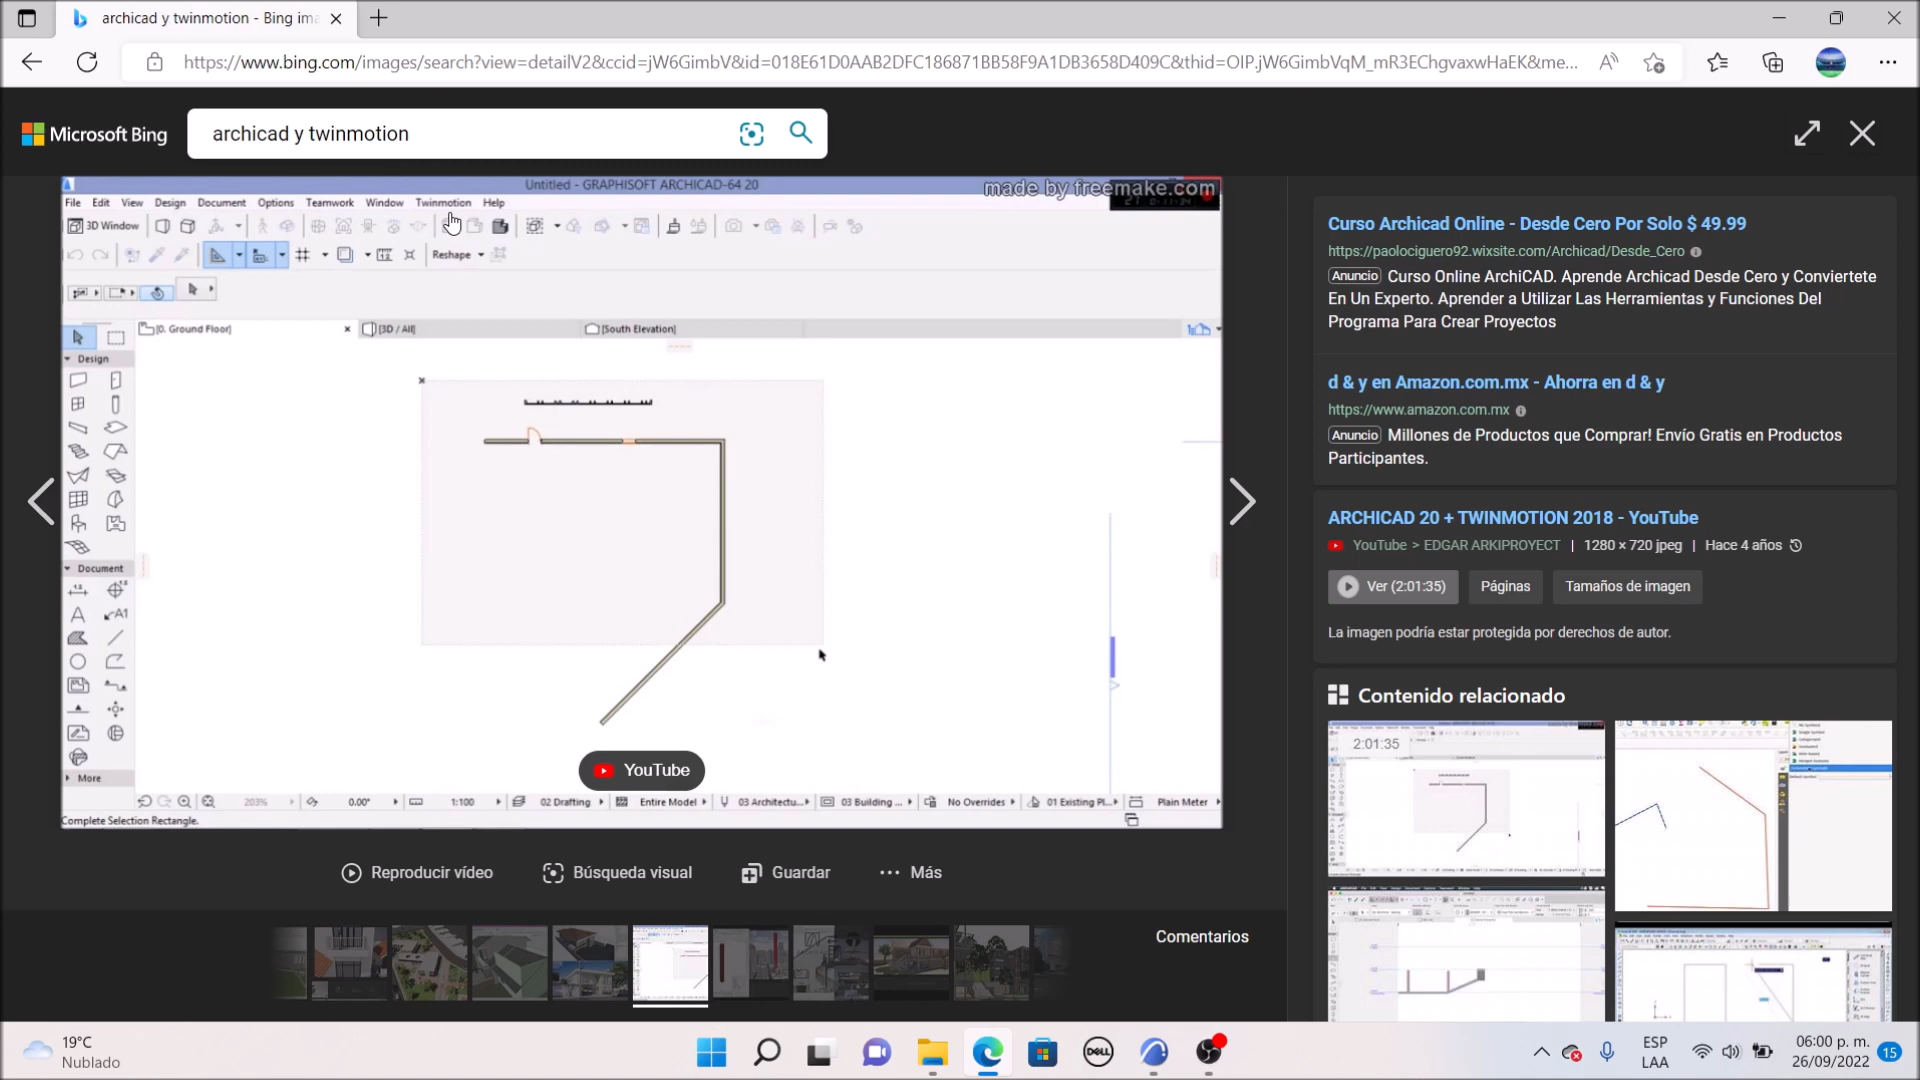 archicad y twinmotion - Bing ima
https://www.bing.com/images/search?view=detailV2&ccid=jW6GimbV&id=018E61D0AAB2DFC186871BB58F9A1DB3658D409C&thid=OIP.jW6GimbVqM_mR3EChgvaxwHaEK&me...
Microsoft Bing
archicad y twinmotion
Untitled - GRAPHISOFT ARCHICAD-64 20
made by freemake.com
File Edit View Design Document Options Teamwork Window Twinmotion Help
3D Window
Reshape
[0. Ground Floor]
[3D / All]
[South Elevation]
Design
Document
A1
More
203%
0.00°
1:100
02 Drafting
Entire Model
03 Architectu...
03 Building ...
No Overrides
01 Existing Pl...
Plain Meter
Complete Selection Rectangle.
YouTube
Reproducir vídeo
Búsqueda visual
Guardar
Más
Comentarios
Curso Archicad Online - Desde Cero Por Solo $ 49.99
https://paolociguero92.wixsite.com/Archicad/Desde_Cero
Anuncio Curso Online ArchiCAD. Aprende Archicad Desde Cero y Conviertete
En Un Experto. Aprender a Utilizar Las Herramientas y Funciones Del
Programa Para Crear Proyectos
d & y en Amazon.com.mx - Ahorra en d & y
https://www.amazon.com.mx
Anuncio Millones de Productos que Comprar! Envío Gratis en Productos
Participantes.
ARCHICAD 20 + TWINMOTION 2018 - YouTube
YouTube > EDGAR ARKIPROYECT | 1280 × 720 jpeg | Hace 4 años
Ver (2:01:35)
Páginas
Tamaños de imagen
La imagen podría estar protegida por derechos de autor.
Contenido relacionado
2:01:35
19°C
Nublado
DELL
ESP
LAA
06:00 p. m.
26/09/2022
15